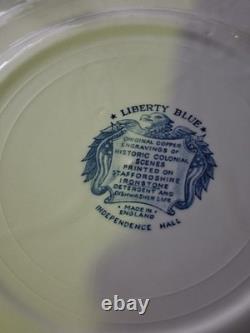 ★ LIBERTY BLUE ★
ORIGINAL COPPER
ENGRAVINGS OF
HISTORIC COLONIAL
SCENES
PRINTED ON
STAFFORDSHIRE
IRONSTONE
DETERGENT AND
DISHWASHER SAFE
• MADE IN •
ENGLAND
INDEPENDENCE HALL
ebay